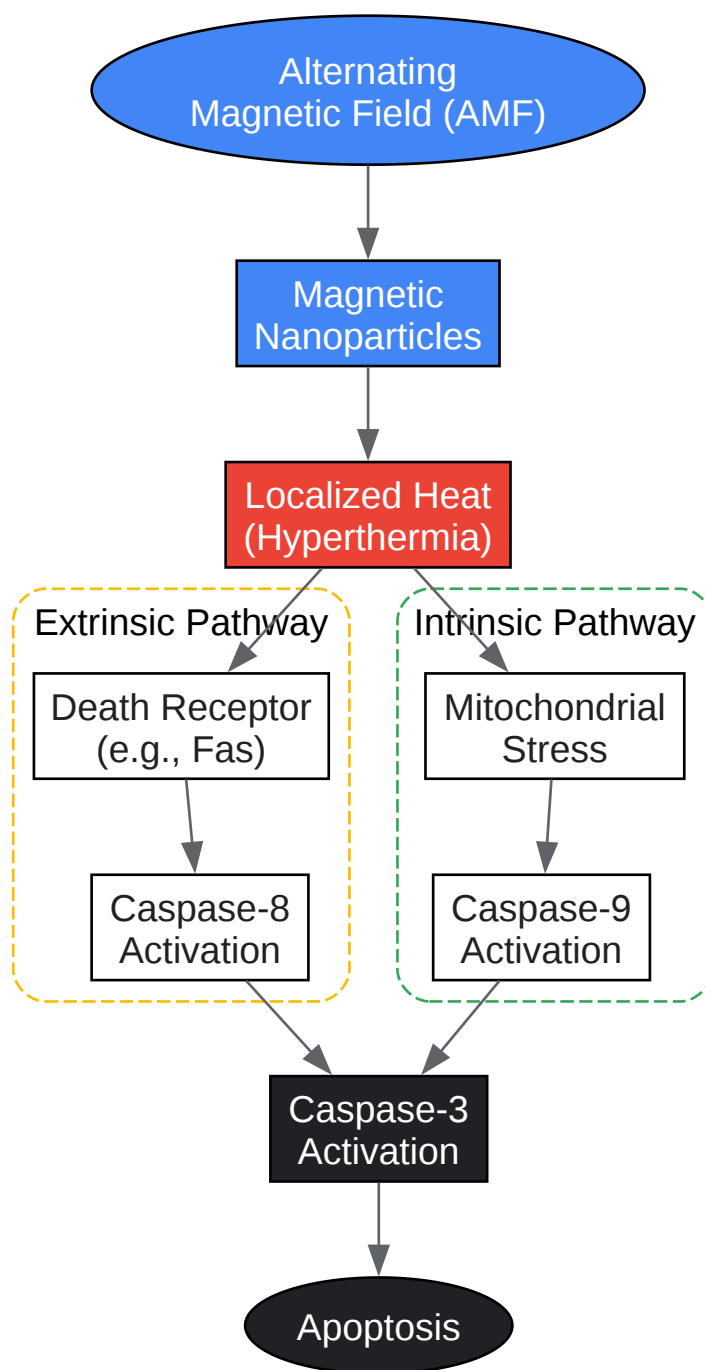 Alternating
Magnetic Field (AMF)
Magnetic
Nanoparticles
Localized Heat
(Hyperthermia)
Extrinsic Pathway
Death Receptor
(e.g., Fas)
Caspase-8
Activation
Intrinsic Pathway
Mitochondrial
Stress
Caspase-9
Activation
Caspase-3
Activation
Apoptosis